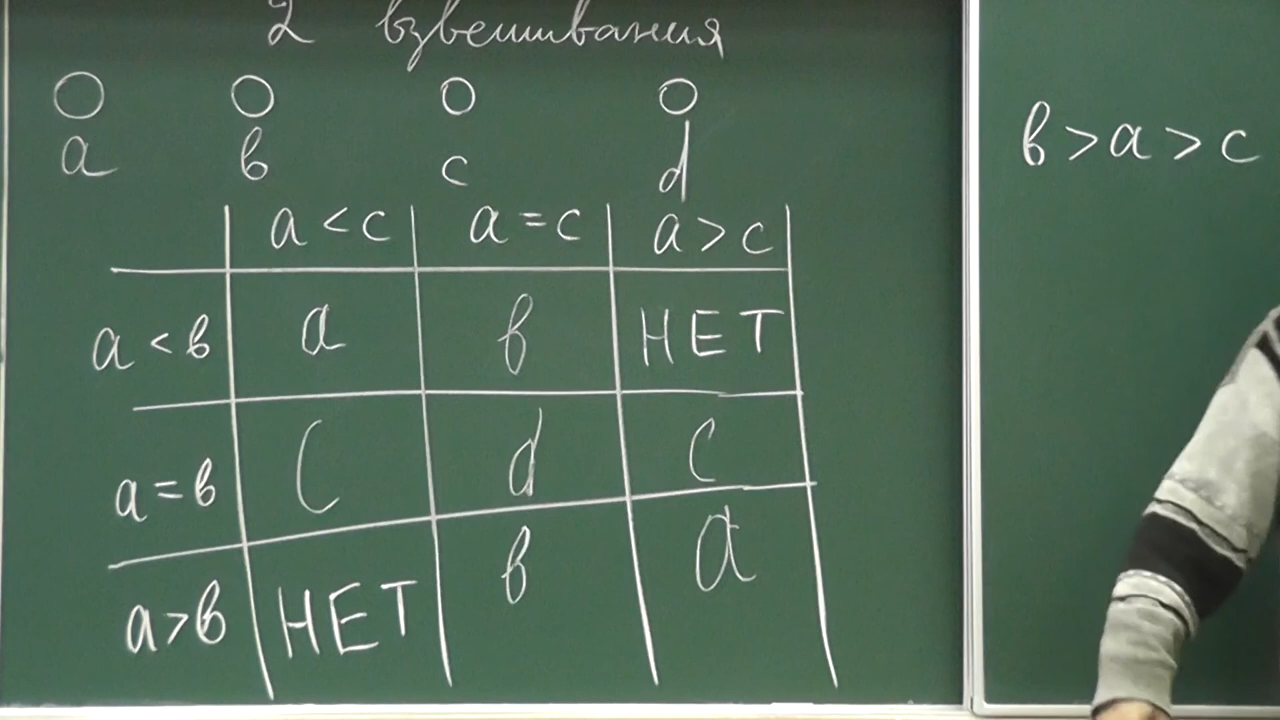 2 взвешивания
а в с d
a < c a = c a > c
a < в a в НЕТ
a = в c d c
a > в НЕТ в a
в > a > c